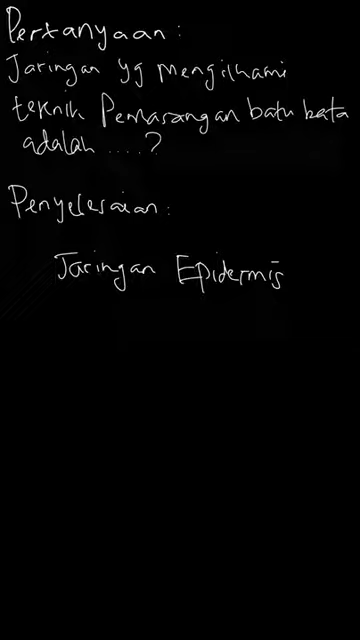 Pertanyaan :
Jaringan yg mengilhami
teknik Pemasangan batu bata
adalah ....?
Penyelesaian :
Jaringan Epidermis